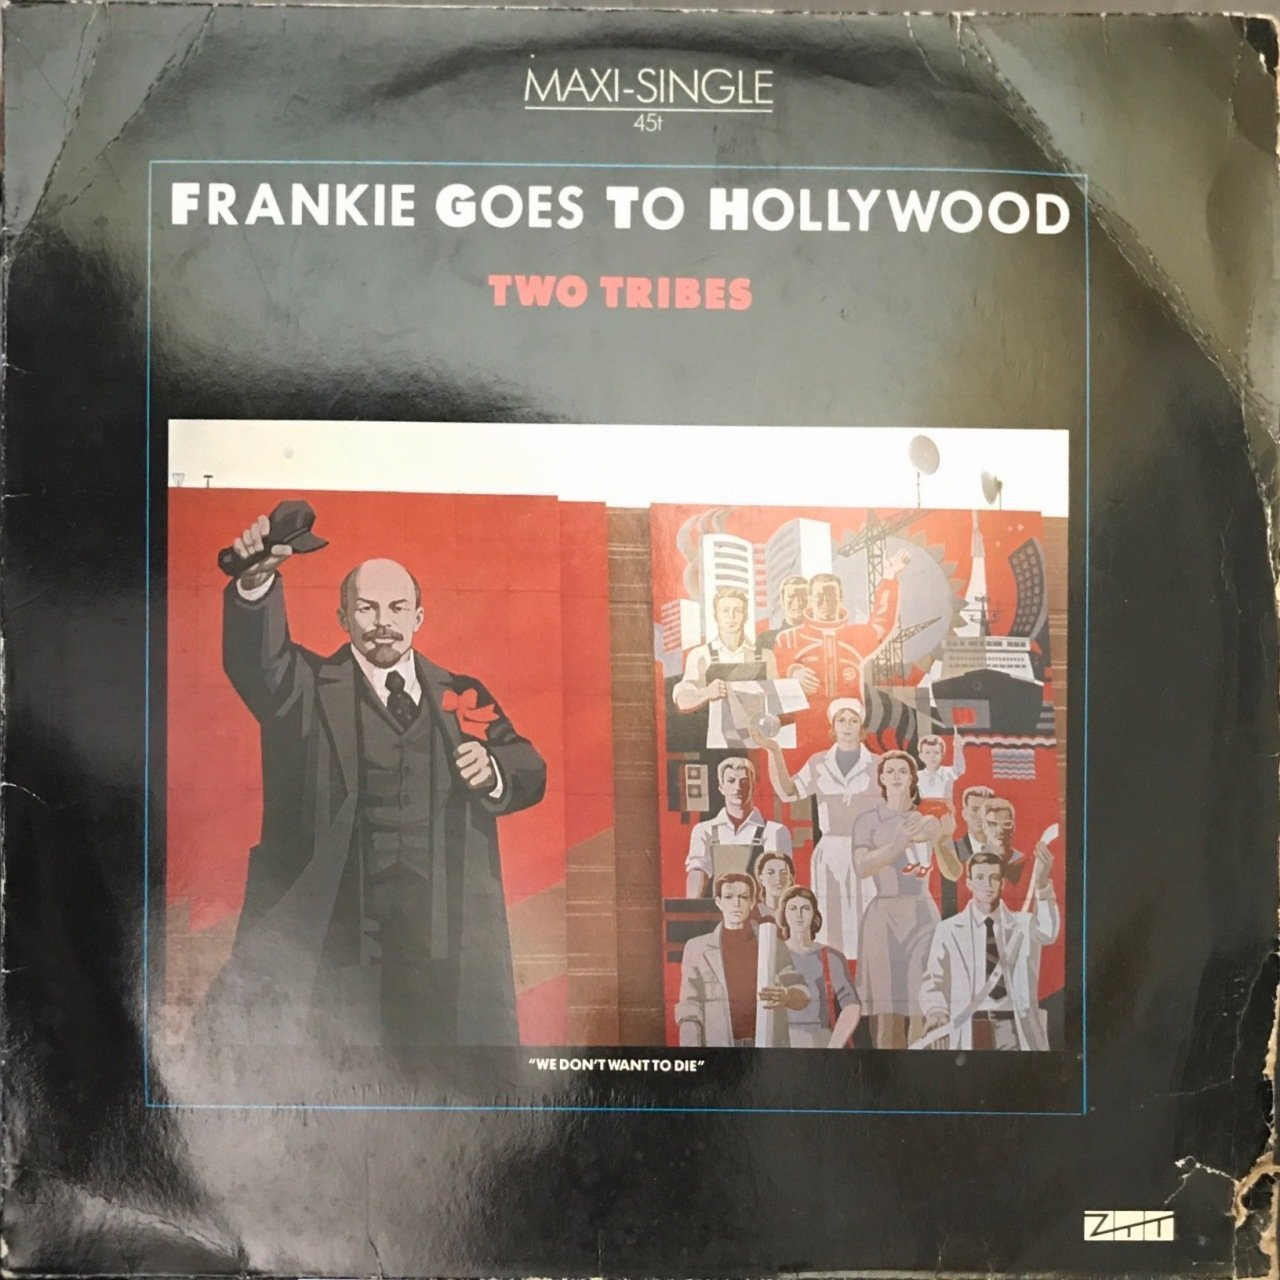 MAXI-SINGLE
45t
FRANKIE GOES TO HOLLYWOOD
TWO TRIBES
"WE DON'T WANT TO DIE"
ZTT